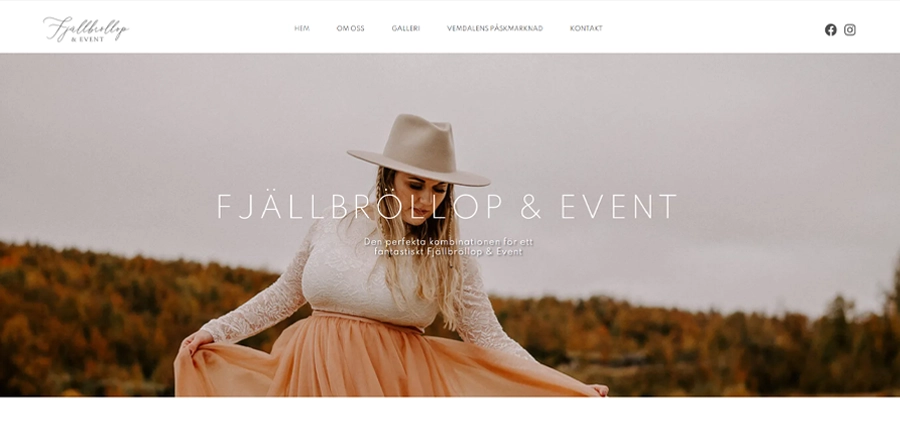 Fjällbröllop
& EVENT
HEM OM OSS GALLERI VEMDALENS PÅSKMARKNAD KONTAKT
FJÄLLBRÖLLOP & EVENT
Den perfekta kombinationen för ett
fantastiskt Fjällbröllop & Event